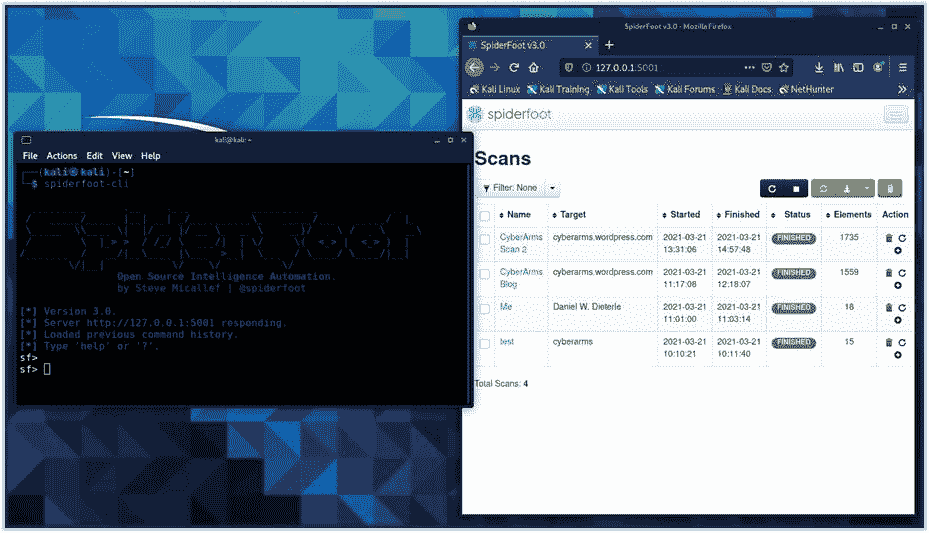 kali@kali: ~
File Actions Edit View Help
(kali㉿kali)-[~]
$ spiderfoot-cli
SpiderFoot
Open Source Intelligence Automation.
by Steve Micallef | @spiderfoot
[*] Version 3.0.
[*] Server http://127.0.0.1:5001 responding.
[*] Loaded previous command history.
[*] Type 'help' or '?'.
sf>
sf>
SpiderFoot v3.0 - Mozilla Firefox
SpiderFoot v3.0
127.0.0.1:5001
Kali Linux Kali Training Kali Tools Kali Forums Kali Docs NetHunter
spiderfoot
Scans
Filter: None
Name Target Started Finished Status Elements Action
CyberArms cyberarms.wordpress.com 2021-03-21 2021-03-21 FINISHED 1735
Scan 2 13:31:06 14:57:48
CyberArms cyberarms.wordpress.com 2021-03-21 2021-03-21 FINISHED 1559
Blog 11:17:08 12:18:07
Me Daniel W. Dieterle 2021-03-21 2021-03-21 FINISHED 18
11:01:00 11:03:14
test cyberarms 2021-03-21 2021-03-21 FINISHED 15
10:10:21 10:11:40
Total Scans: 4